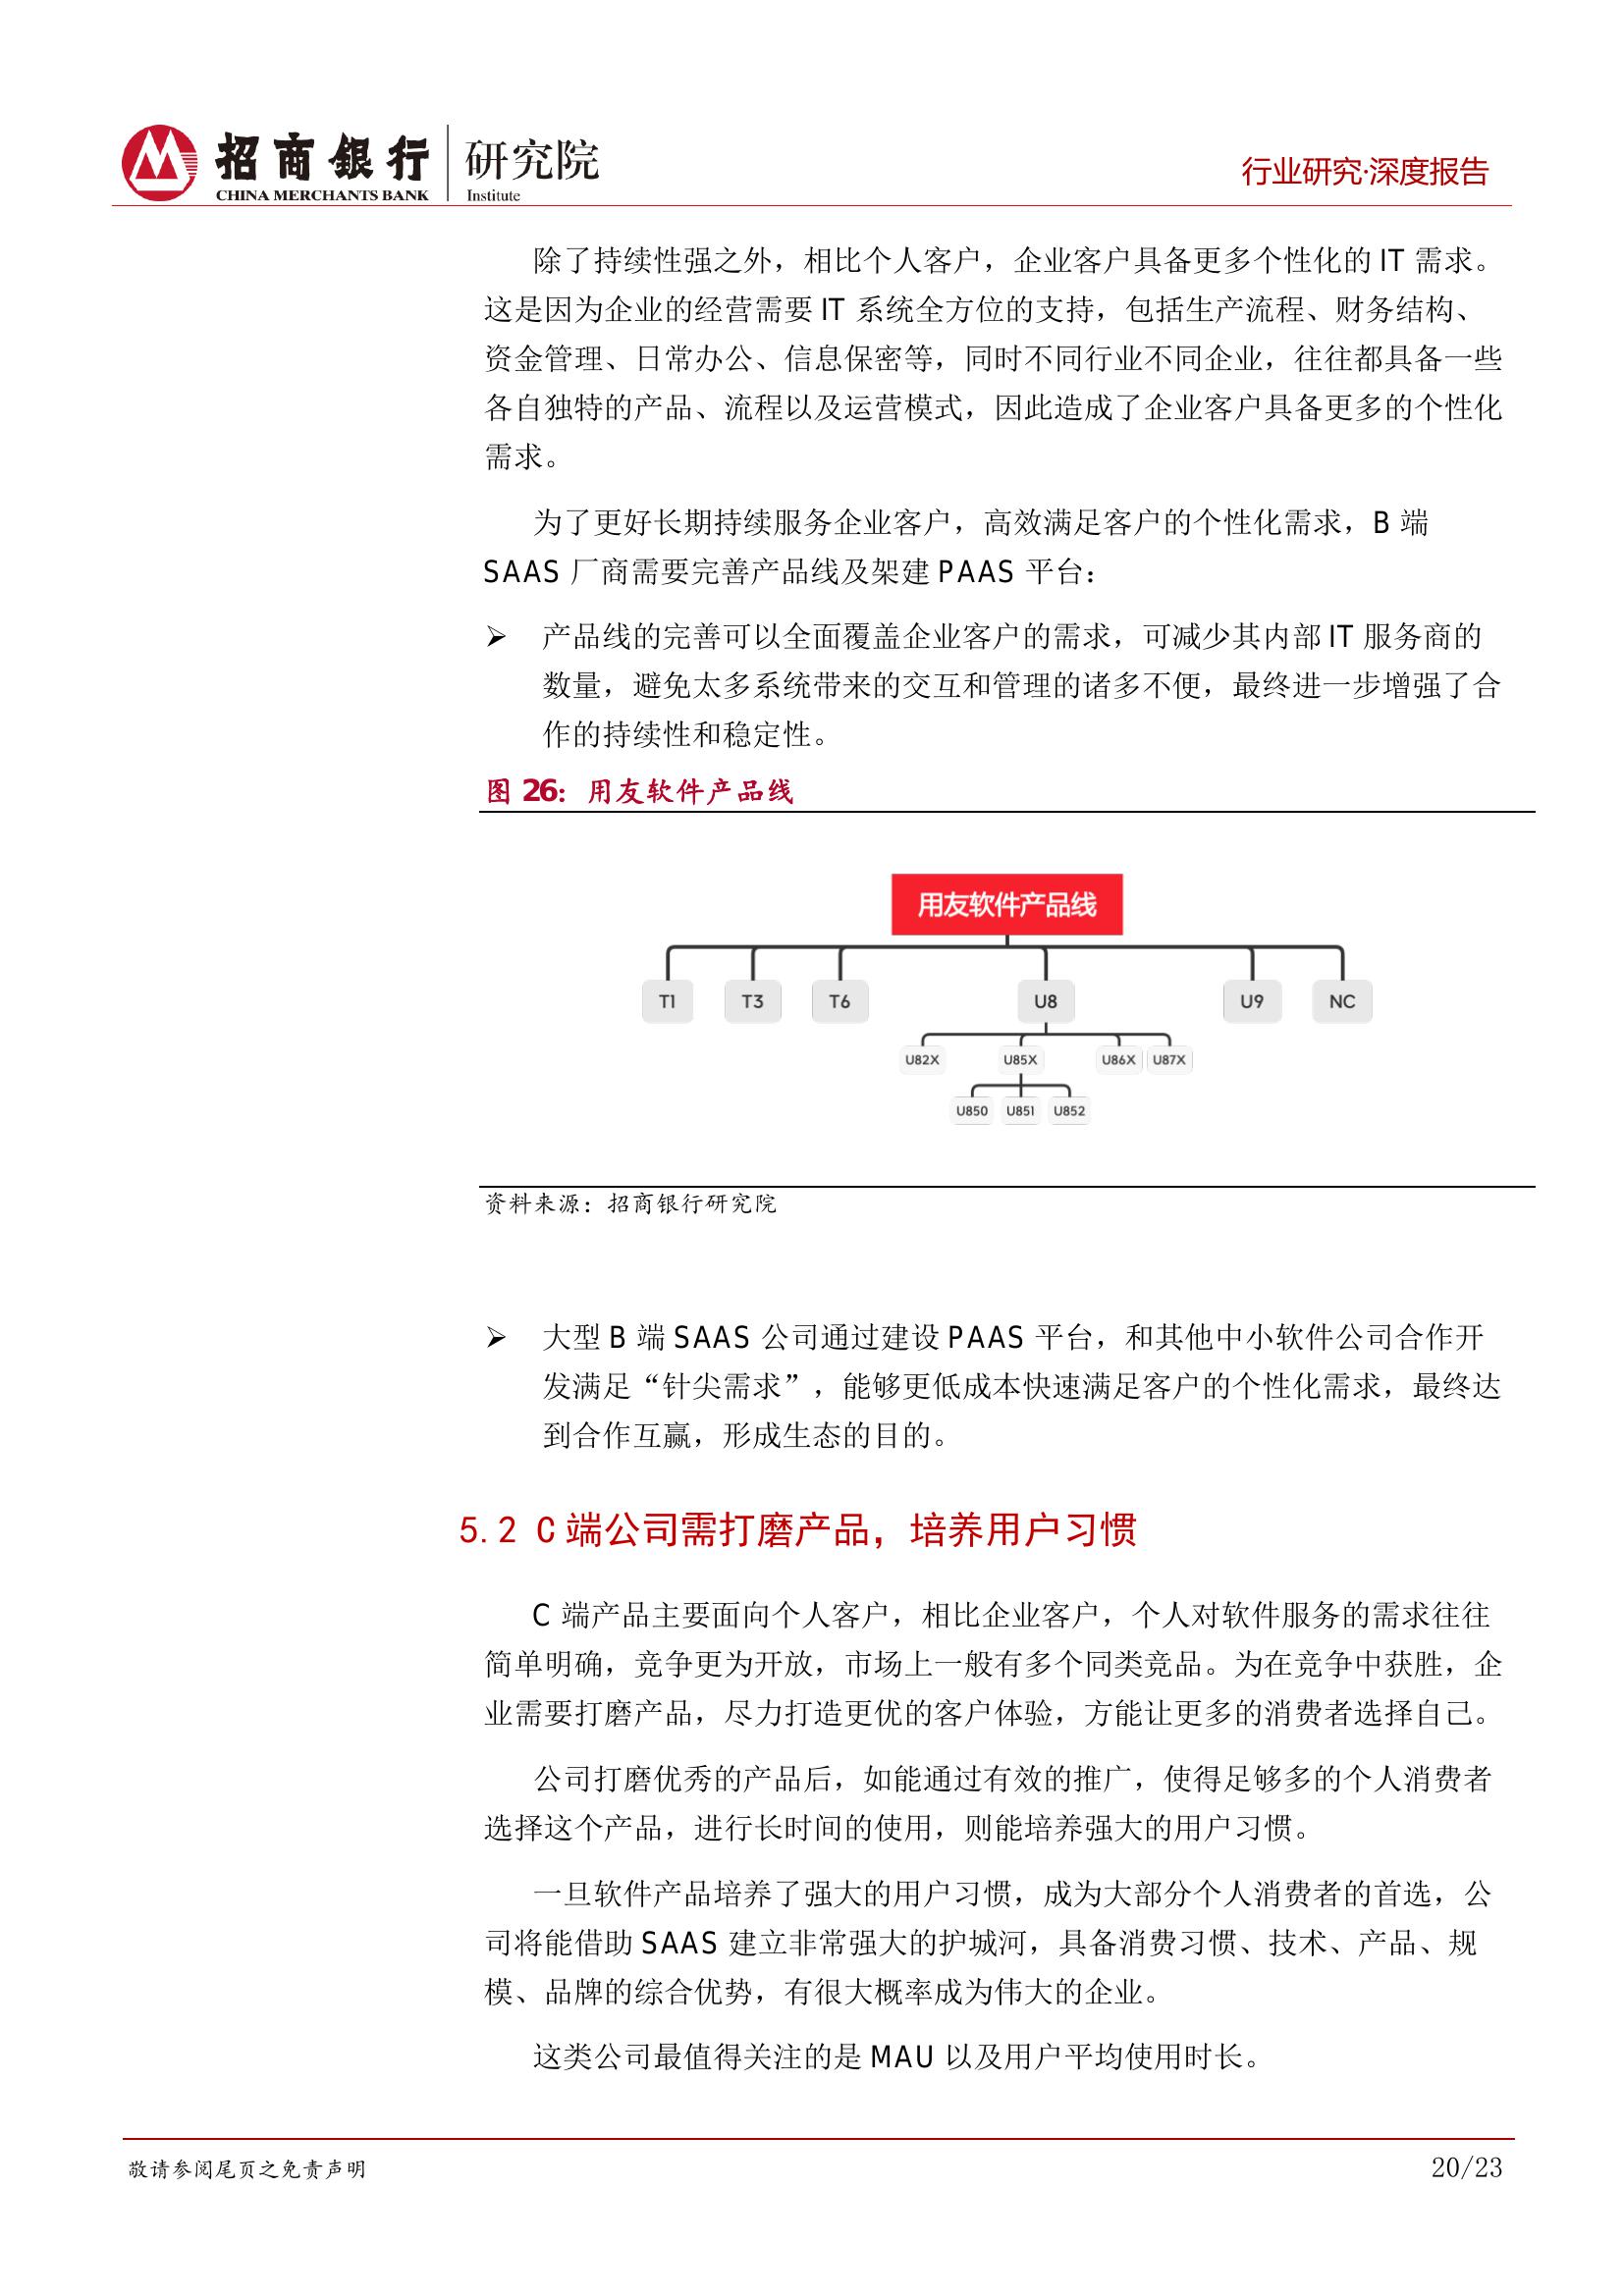 招商银行 研究院
CHINA MERCHANTS BANK Institute
行业研究·深度报告
除了持续性强之外，相比个人客户，企业客户具备更多个性化的 IT 需求。
这是因为企业的经营需要 IT 系统全方位的支持，包括生产流程、财务结构、
资金管理、日常办公、信息保密等，同时不同行业不同企业，往往都具备一些
各自独特的产品、流程以及运营模式，因此造成了企业客户具备更多的个性化
需求。
为了更好长期持续服务企业客户，高效满足客户的个性化需求，B 端
SAAS 厂商需要完善产品线及架建 PAAS 平台：
➢ 产品线的完善可以全面覆盖企业客户的需求，可减少其内部 IT 服务商的
数量，避免太多系统带来的交互和管理的诸多不便，最终进一步增强了合
作的持续性和稳定性。
图 26：用友软件产品线
用友软件产品线
T1 T3 T6 U8 U9 NC
U82X U85X U86X U87X
U850 U851 U852
资料来源：招商银行研究院
➢ 大型 B 端 SAAS 公司通过建设 PAAS 平台，和其他中小软件公司合作开
发满足“针尖需求”，能够更低成本快速满足客户的个性化需求，最终达
到合作互赢，形成生态的目的。
5.2 C 端公司需打磨产品，培养用户习惯
C 端产品主要面向个人客户，相比企业客户，个人对软件服务的需求往往
简单明确，竞争更为开放，市场上一般有多个同类竞品。为在竞争中获胜，企
业需要打磨产品，尽力打造更优的客户体验，方能让更多的消费者选择自己。
公司打磨优秀的产品后，如能通过有效的推广，使得足够多的个人消费者
选择这个产品，进行长时间的使用，则能培养强大的用户习惯。
一旦软件产品培养了强大的用户习惯，成为大部分个人消费者的首选，公
司将能借助 SAAS 建立非常强大的护城河，具备消费习惯、技术、产品、规
模、品牌的综合优势，有很大概率成为伟大的企业。
这类公司最值得关注的是 MAU 以及用户平均使用时长。
敬请参阅尾页之免责声明
20/23